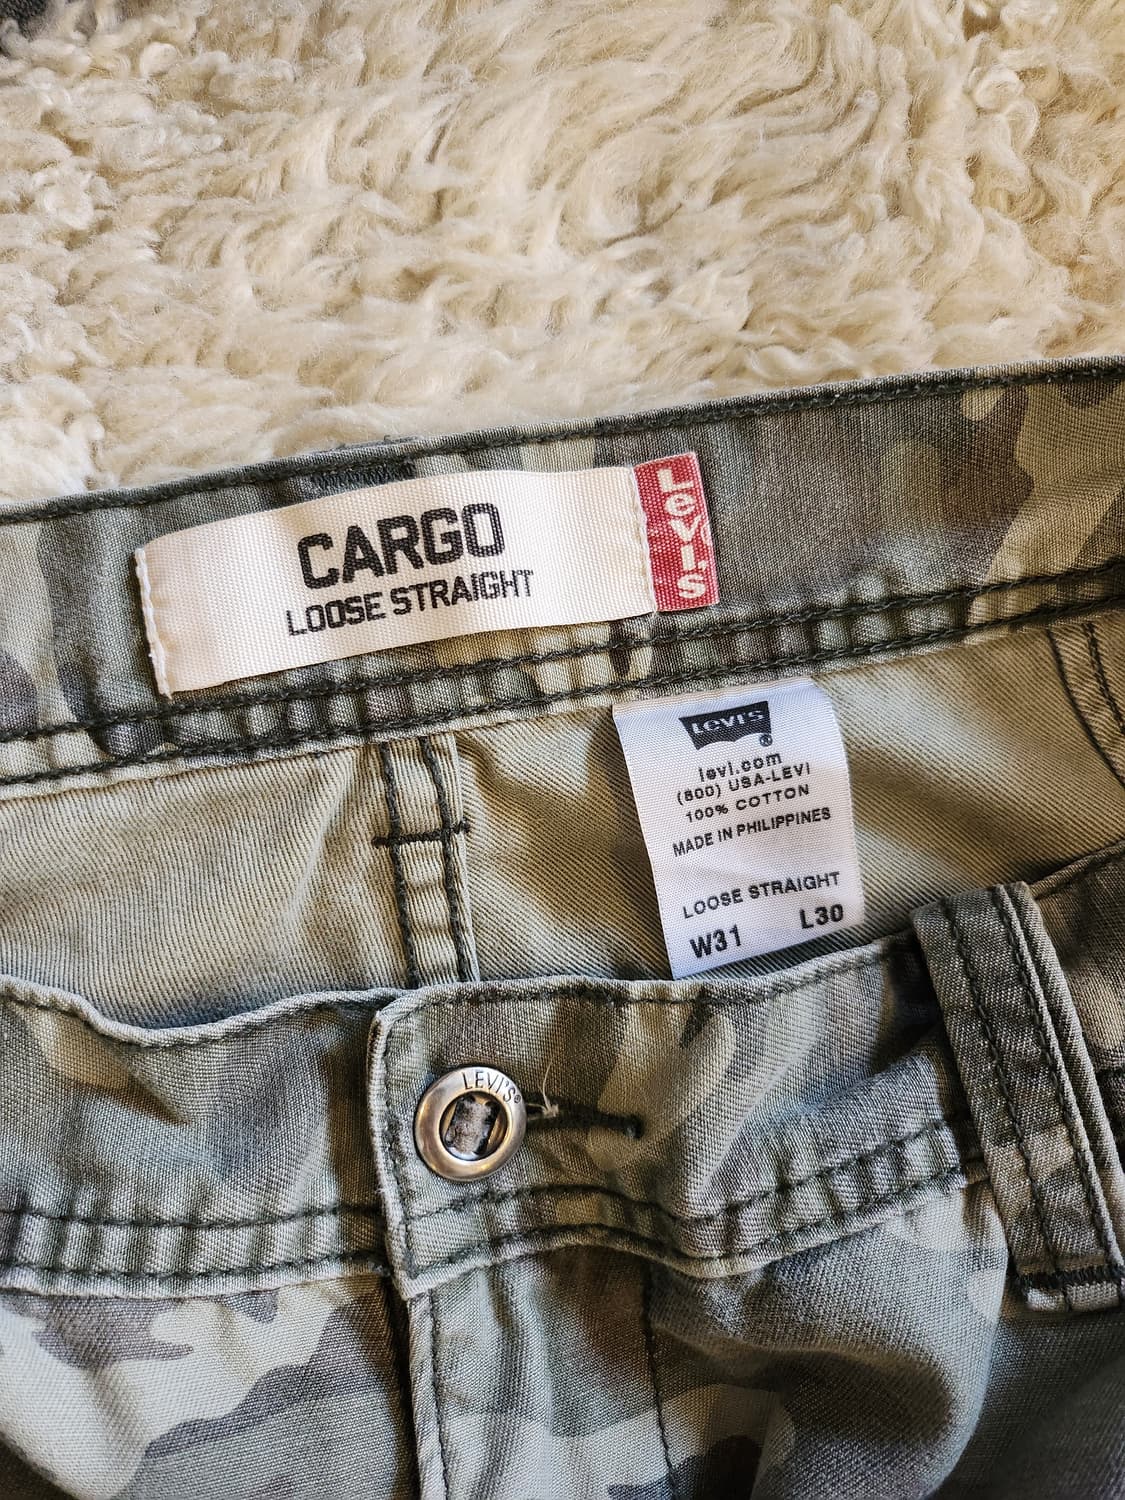 CARGO
LOOSE STRAIGHT
LeVI'S
LeVI'S
®
levi.com
(800) USA-LEVI
100% COTTON
MADE IN PHILIPPINES
LOOSE STRAIGHT
W31 L30
LEVI'S®